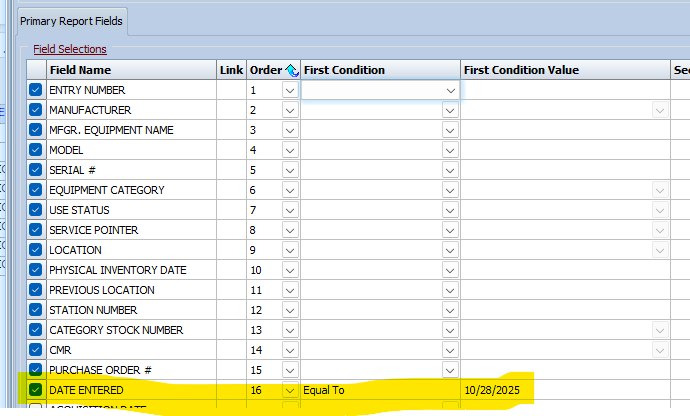 Primary Report Fields
Field Selections
Field Name Link Order First Condition First Condition Value Sec
ENTRY NUMBER 1
MANUFACTURER 2
MFGR. EQUIPMENT NAME 3
MODEL 4
SERIAL # 5
EQUIPMENT CATEGORY 6
USE STATUS 7
SERVICE POINTER 8
LOCATION 9
PHYSICAL INVENTORY DATE 10
PREVIOUS LOCATION 11
STATION NUMBER 12
CATEGORY STOCK NUMBER 13
CMR 14
PURCHASE ORDER # 15
DATE ENTERED 16 Equal To 10/28/2025